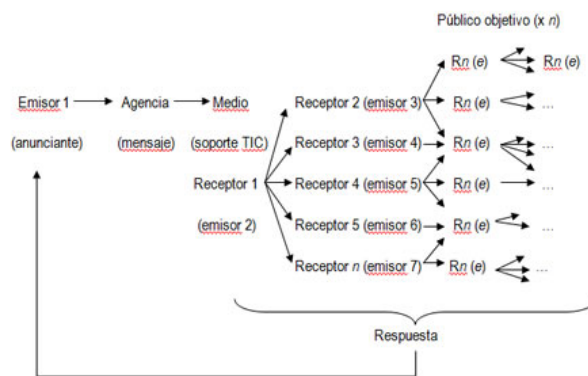 Público objetivo (x n)
Rn (e) Rn (e)
Emisor 1 Agencia Medio Receptor 2 (emisor 3) Rn (e) ...
(anunciante) (mensaje) (soporte TIC) Receptor 3 (emisor 4) Rn (e) ...
Receptor 1 Receptor 4 (emisor 5) Rn (e) ...
(emisor 2) Receptor 5 (emisor 6) Rn (e) ...
Receptor n (emisor 7) Rn (e) ...
Respuesta